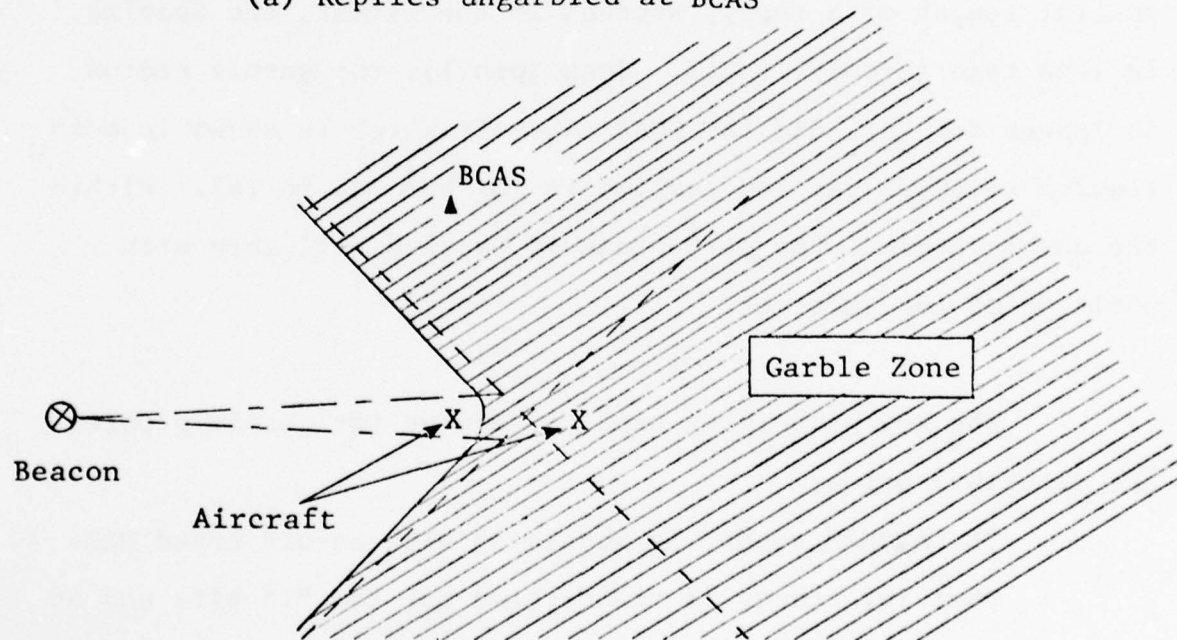 (a) Replies ungarbled at BCAS
BCAS
Garble Zone
X
X
Beacon
Aircraft